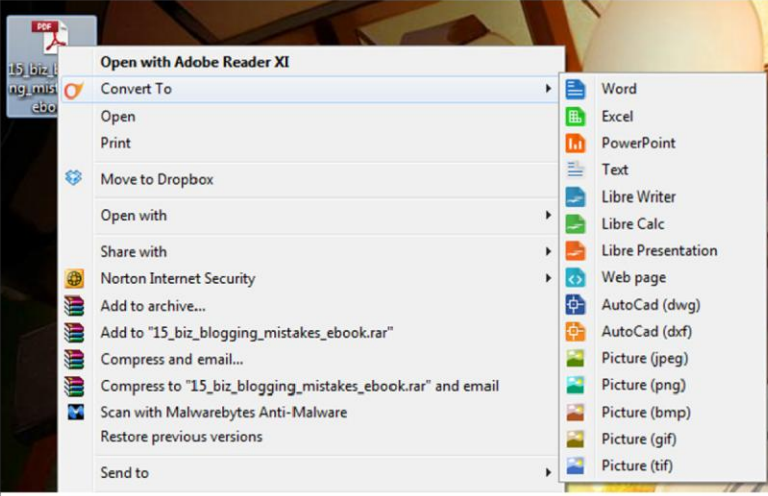 PDF
15_biz_
ng_mis
ebo
Open with Adobe Reader XI
Convert To
Open
Print
Move to Dropbox
Open with
Share with
Norton Internet Security
Add to archive...
Add to "15_biz_blogging_mistakes_ebook.rar"
Compress and email...
Compress to "15_biz_blogging_mistakes_ebook.rar" and email
Scan with Malwarebytes Anti-Malware
Restore previous versions
Send to
Word
Excel
PowerPoint
Text
Libre Writer
Libre Calc
Libre Presentation
Web page
AutoCad (dwg)
AutoCad (dxf)
Picture (jpeg)
Picture (png)
Picture (bmp)
Picture (gif)
Picture (tif)